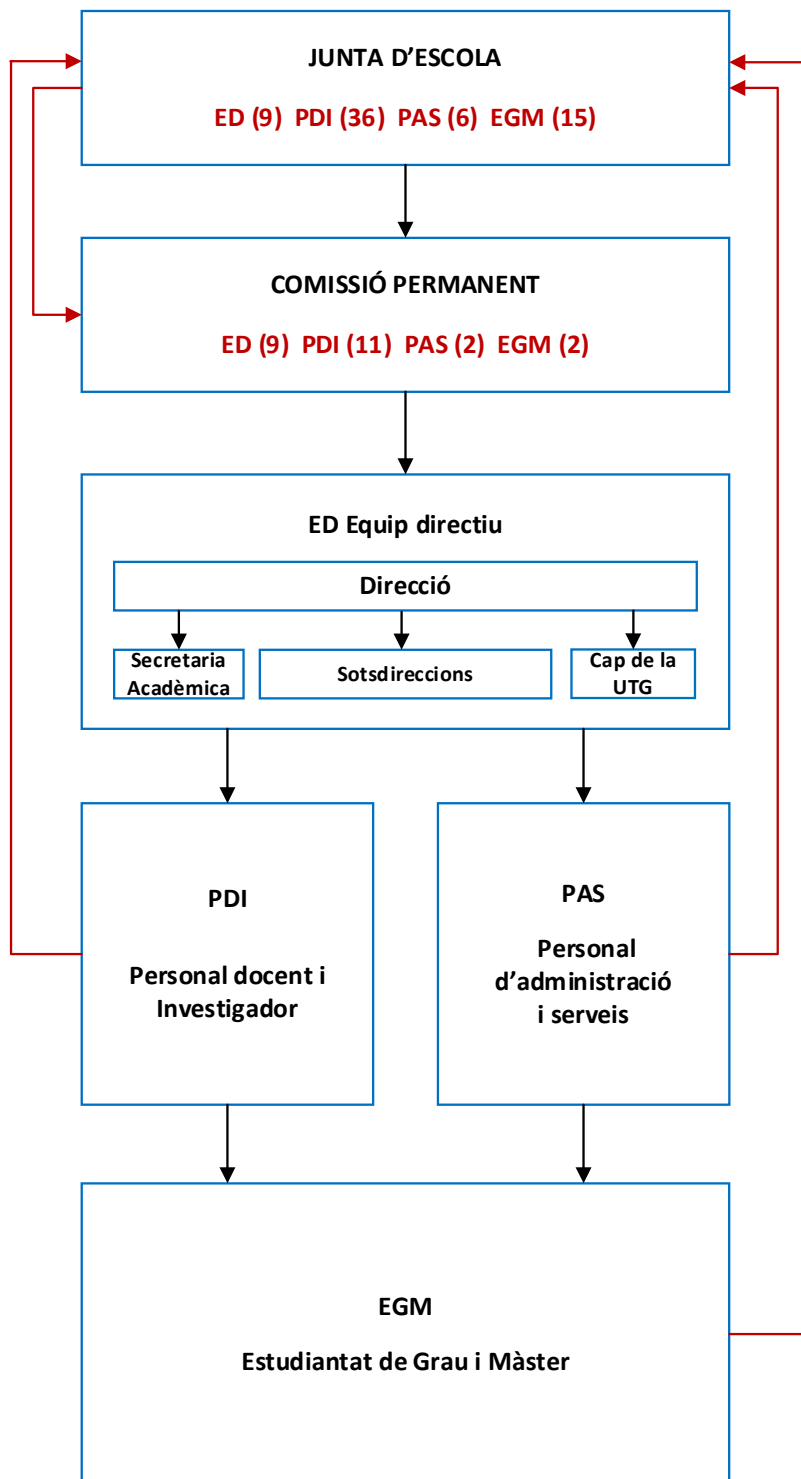 JUNTA D’ESCOLA
ED (9) PDI (36) PAS (6) EGM (15)
COMISSIÓ PERMANENT
ED (9) PDI (11) PAS (2) EGM (2)
ED Equip directiu
Direcció
Secretaria
Acadèmica
Sotsdireccions
Cap de la
UTG
PDI
Personal docent i
Investigador
PAS
Personal
d’administració
i serveis
EGM
Estudiantat de Grau i Màster